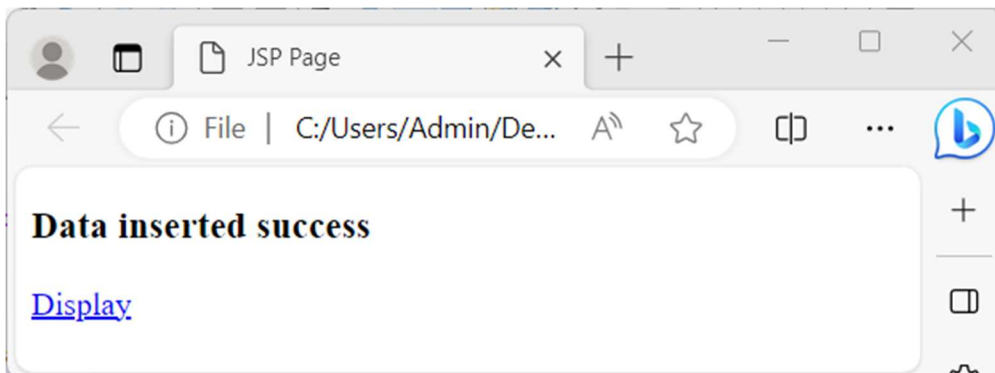 JSP Page
File | C:/Users/Admin/De...
Data inserted success
Display